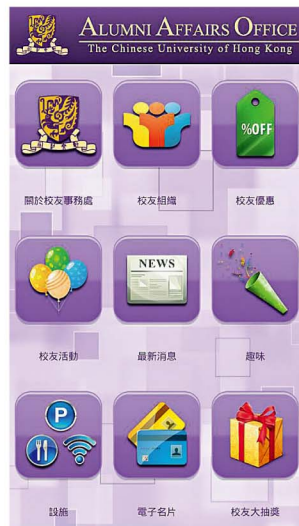 ALUMNI AFFAIRS OFFICE
The Chinese University of Hong Kong
%OFF
關於校友事務處
校友組織
校友優惠
NEWS
校友活動
最新消息
趣味
P
設施
電子名片
校友大抽獎